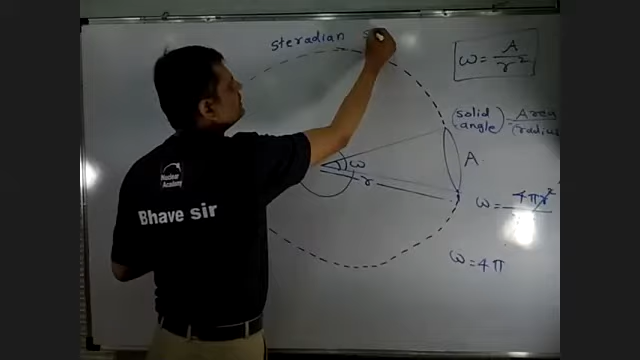 steradian s
ω = A / r²
(solid angle) = Area / (radius
ω
r
A
ω = 4πr²
ω = 4π
Nuclear
Academy
Bhave sir